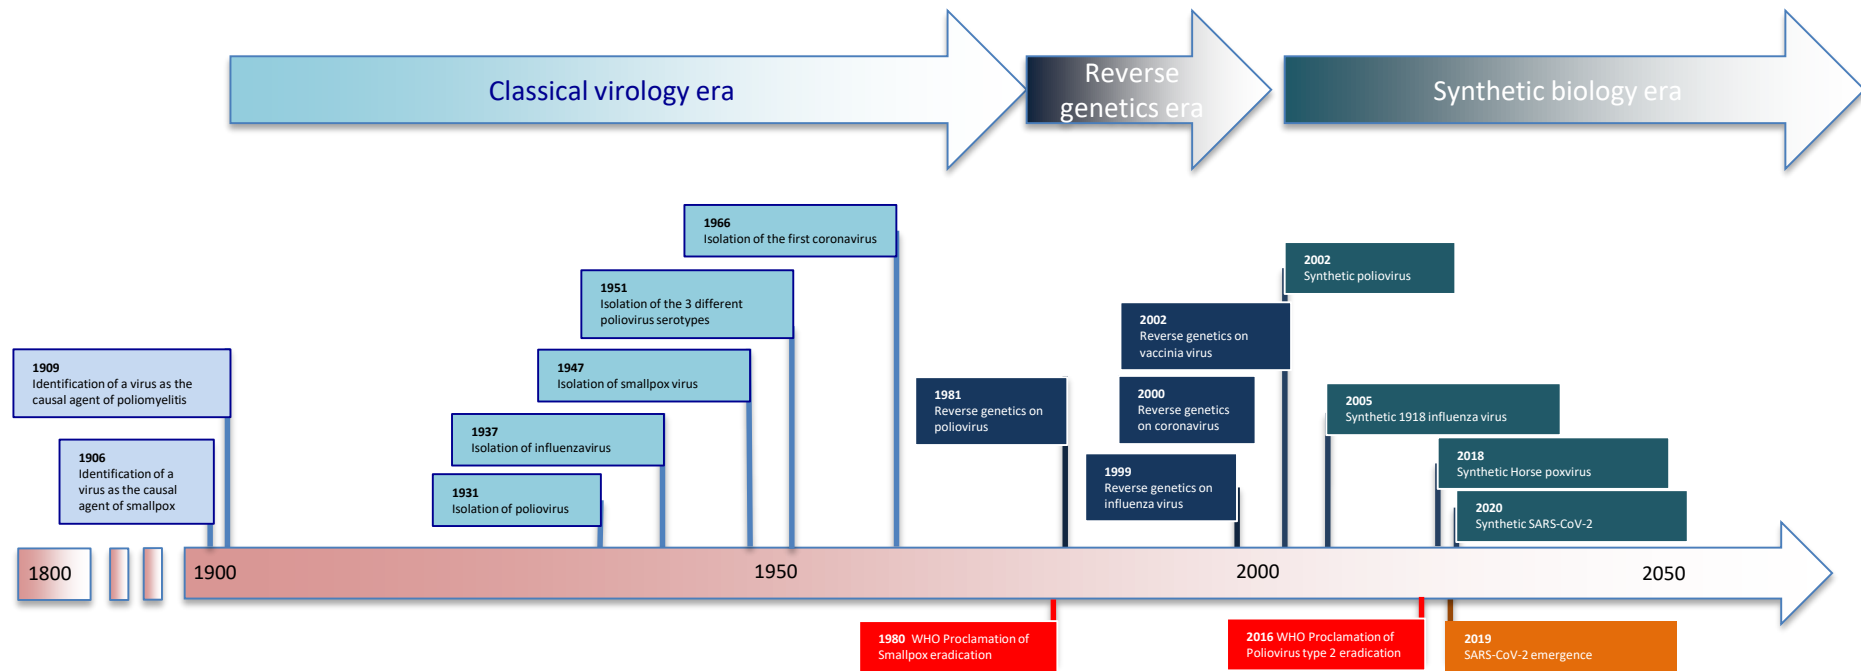 Classical virology era
Reverse
genetics era
Synthetic biology era
1966
Isolation of the first coronavirus
1951
Isolation of the 3 different
poliovirus serotypes
1947
Isolation of smallpox virus
1937
Isolation of influenzavirus
1931
Isolation of poliovirus
1909
Identification of a virus as the
causal agent of poliomyelitis
1906
Identification of a
virus as the causal
agent of smallpox
1981
Reverse genetics on
poliovirus
2002
Reverse genetics on
vaccinia virus
2000
Reverse genetics
on coronavirus
1999
Reverse genetics on
influenza virus
2002
Synthetic poliovirus
2005
Synthetic 1918 influenza virus
2018
Synthetic Horse poxvirus
2020
Synthetic SARS-CoV-2
1800
1900
1950
2000
2050
1980 WHO Proclamation of
Smallpox eradication
2016 WHO Proclamation of
Poliovirus type 2 eradication
2019
SARS-CoV-2 emergence